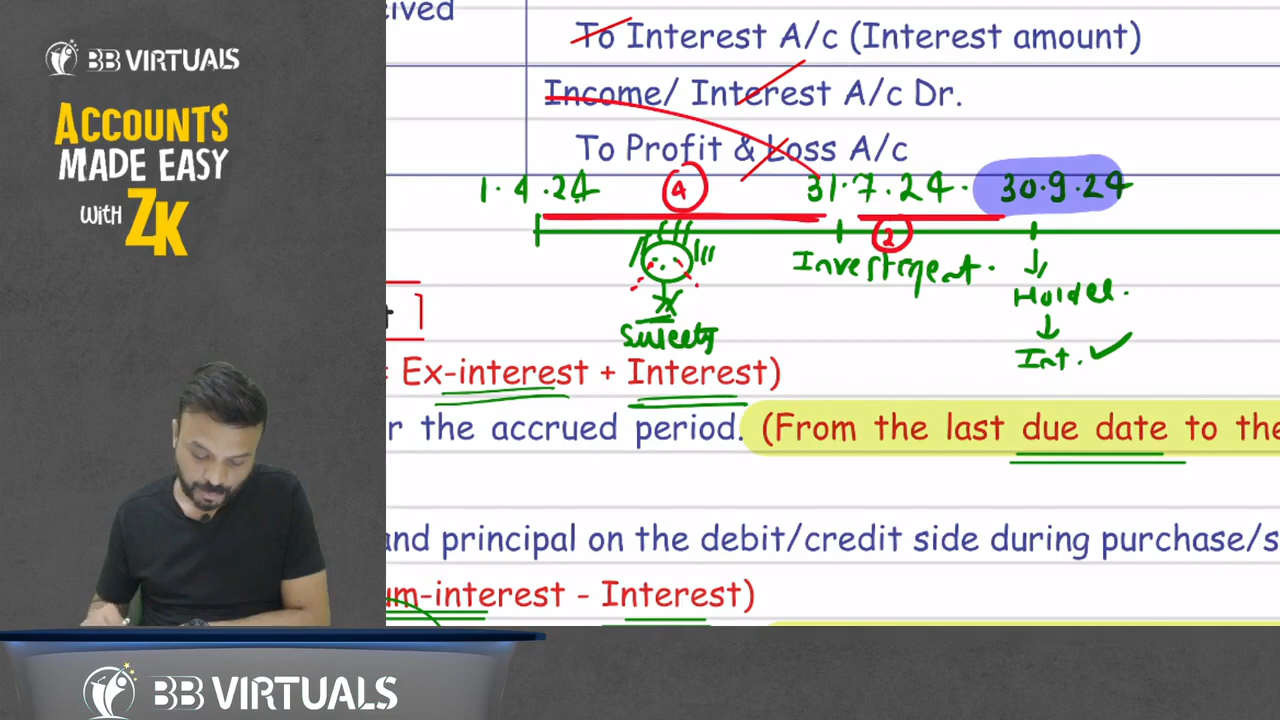 BB VIRTUALS
ACCOUNTS
MADE EASY
WITH ZK
ived
To Interest A/c (Interest amount)
Income/ Interest A/c Dr.
To Profit & Loss A/c
1.4.24 4 31.7.24. 30.9.24
2
Investment.
Holder.
Sweety
Int.
= Ex-interest + Interest)
r the accrued period. (From the last due date to the
and principal on the debit/credit side during purchase/s
um-interest - Interest)
BB VIRTUALS